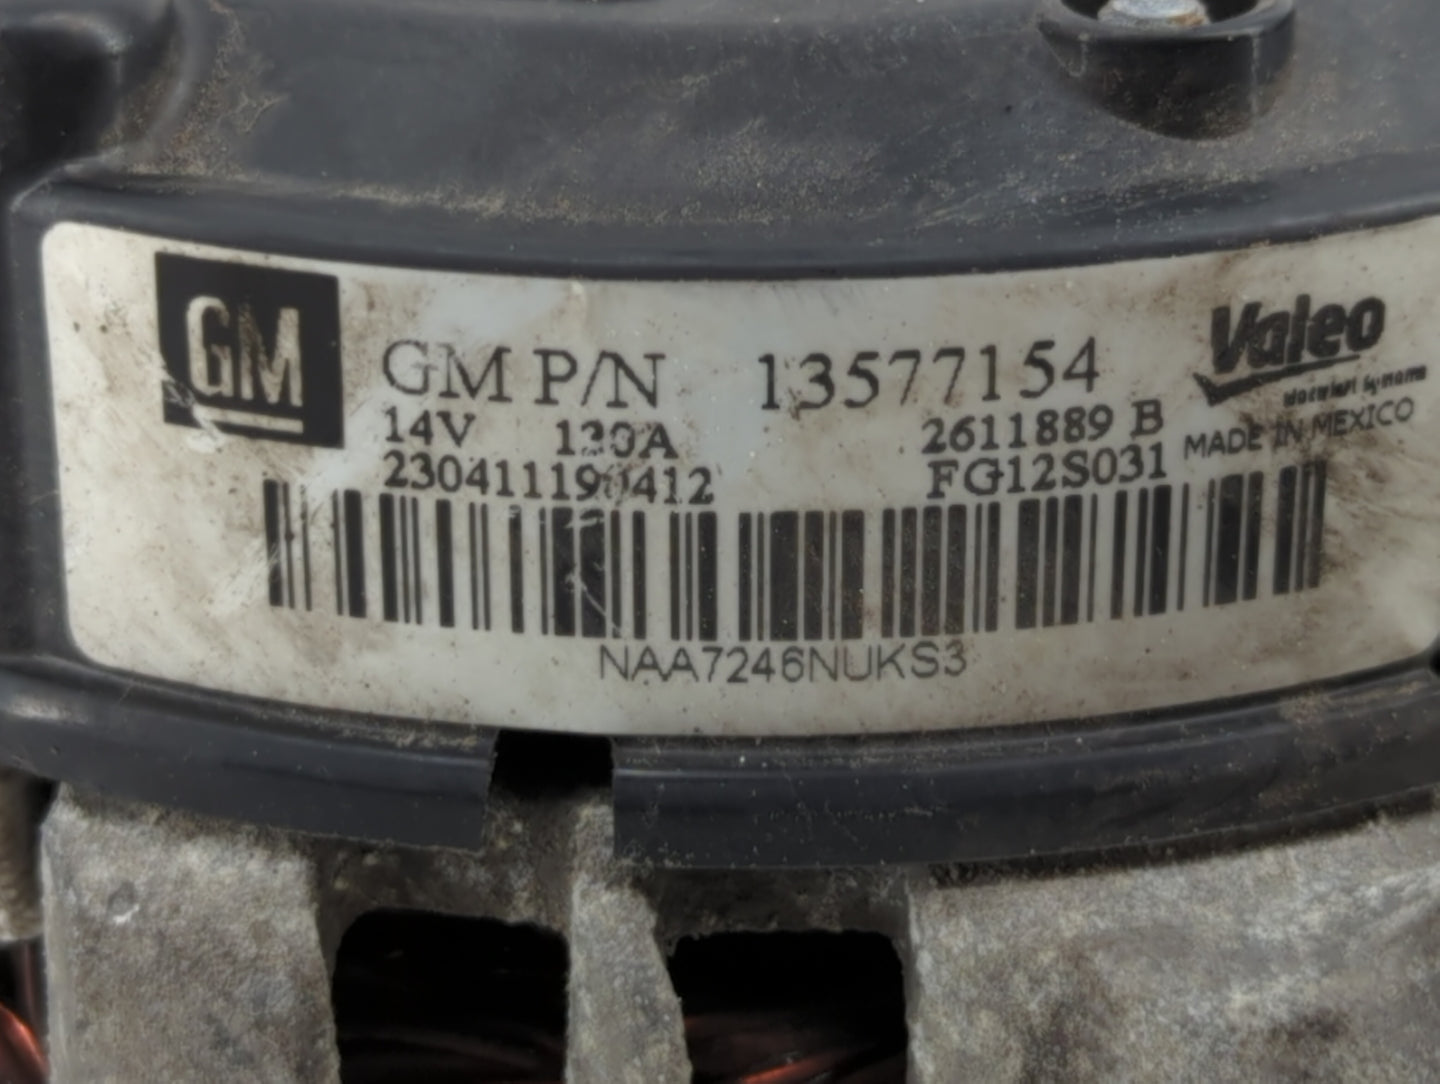 GM
GM P/N 13577154
Valeo
14V 2611889 B
MADE IN MEXICO
FG12S031
NAA7246NUKS3